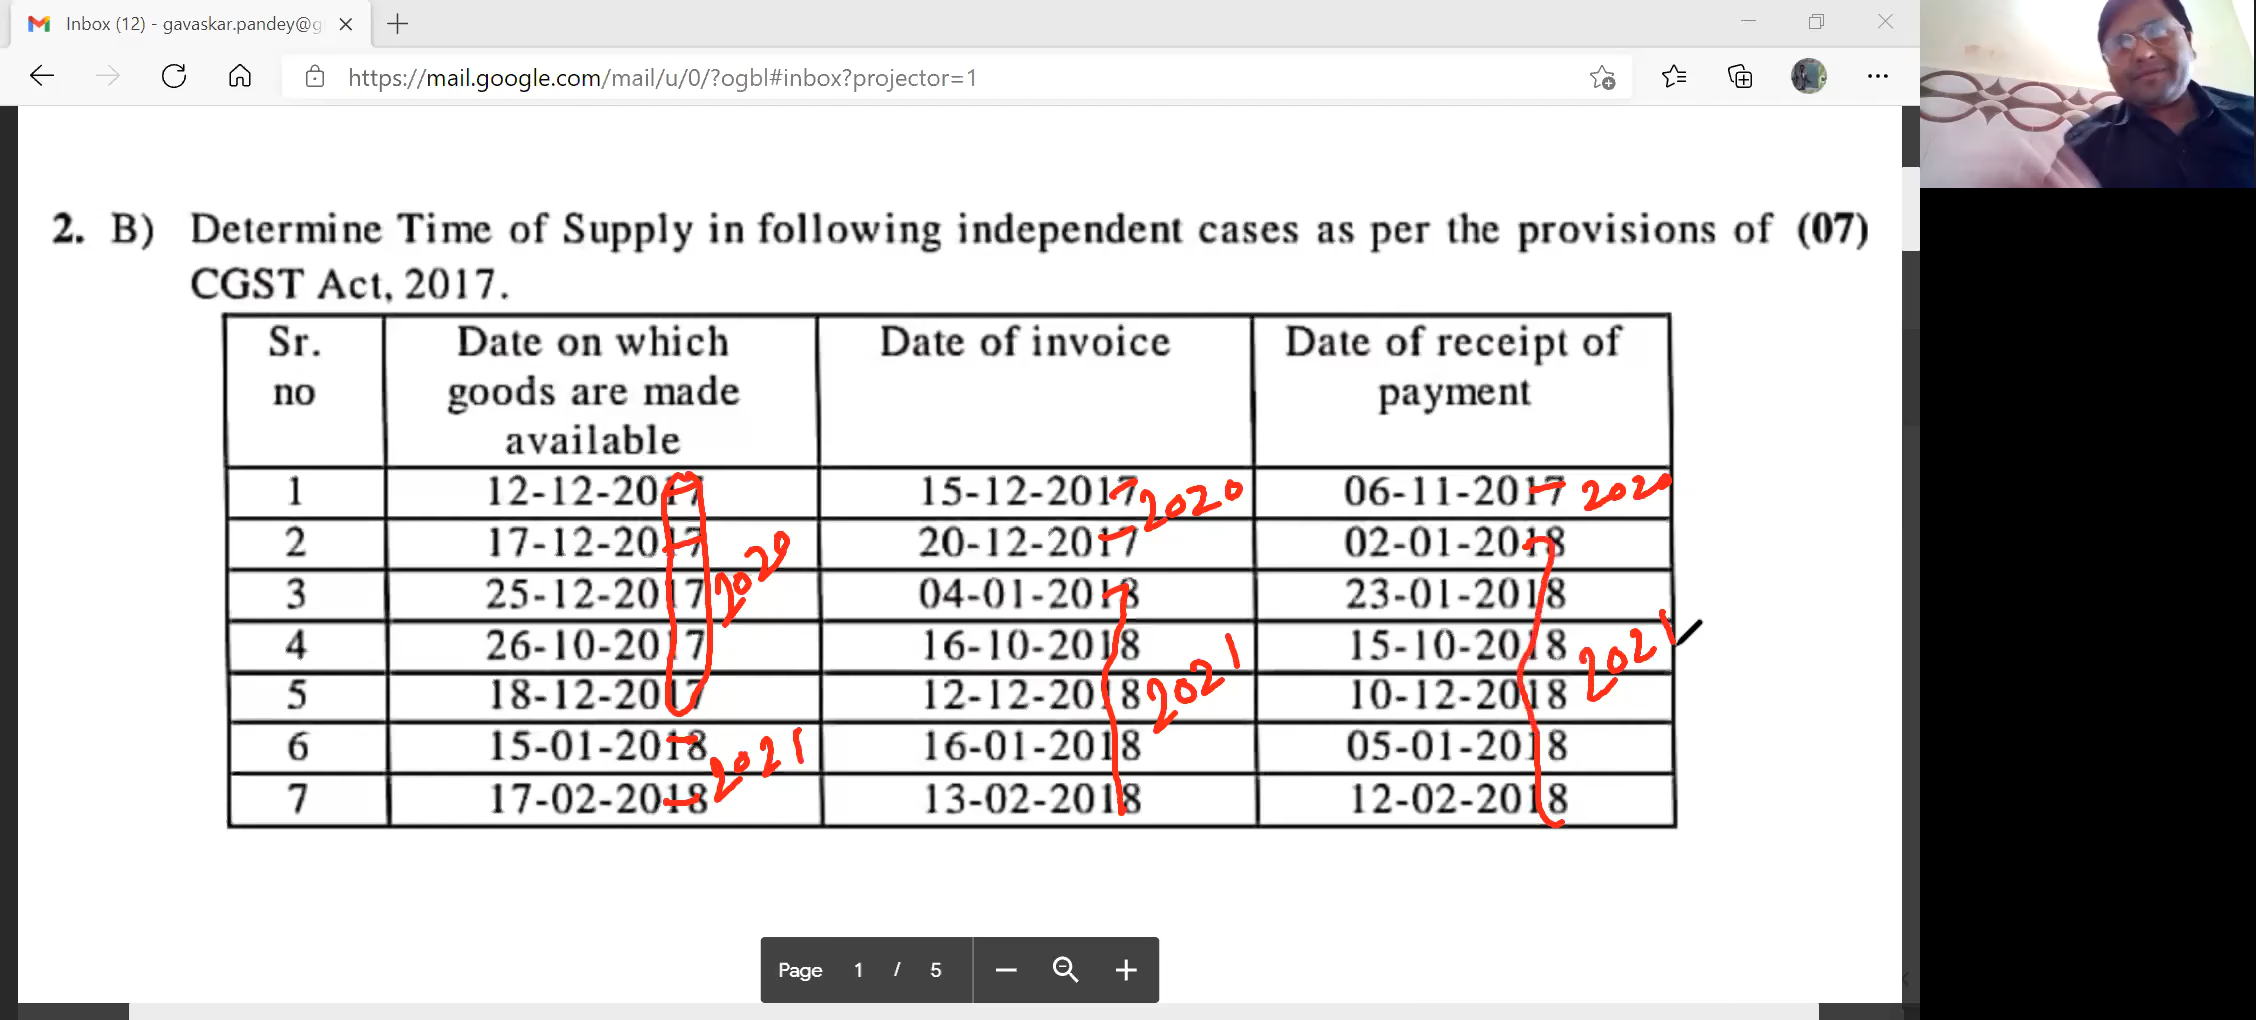 Inbox (12) - gavaskar.pandey@g
https://mail.google.com/mail/u/0/?ogbl#inbox?projector=1
2. B) Determine Time of Supply in following independent cases as per the provisions of (07)
CGST Act, 2017.
Sr. no Date on which goods are made available Date of invoice Date of receipt of payment
1 12-12-2017 15-12-2017 2020 06-11-2017 2020
2 17-12-2017 2020 20-12-2017 02-01-2018
3 25-12-2017 04-01-2018 23-01-2018
4 26-10-2017 16-10-2018 2021 15-10-2018 2021
5 18-12-2017 12-12-2018 10-12-2018
6 15-01-2018 2021 16-01-2018 05-01-2018
7 17-02-2018 13-02-2018 12-02-2018
Page 1 / 5